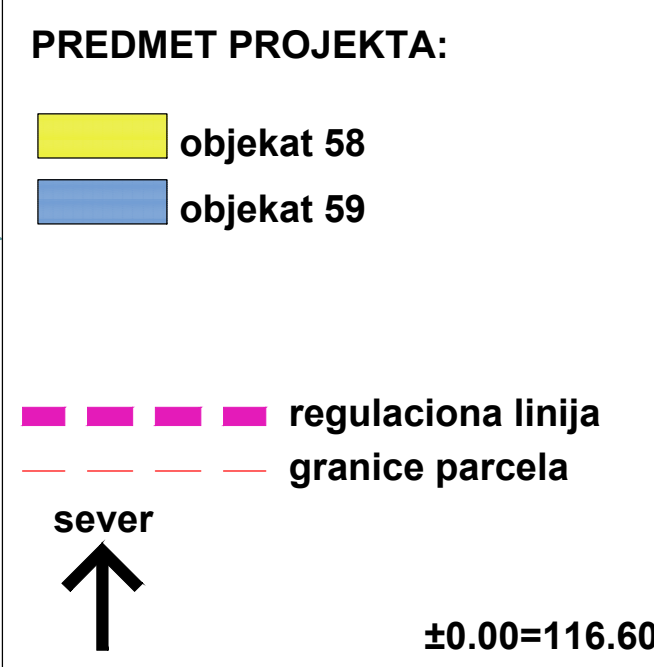 PREDMET PROJEKTA:
objekat 58
objekat 59
regulaciona linija
granice parcela
sever
±0.00=116.60